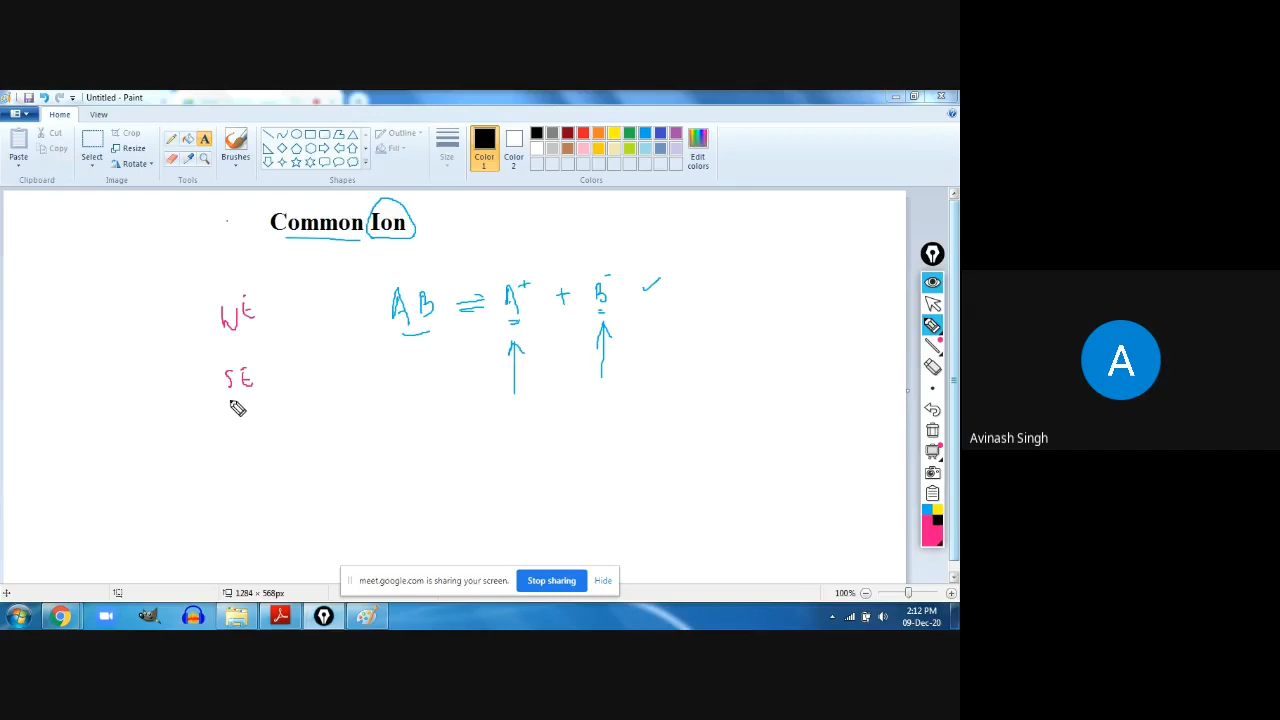 Untitled - Paint
Home View
Paste
Cut
Copy
Clipboard
Select
Crop
Resize
Rotate
Image
Tools
Brushes
Shapes
Outline
Fill
Size
Color 1
Color 2
Edit colors
Colors
Common Ion
AB ⇌ A⁺ + B⁻ ✓
WE
SE
A
Avinash Singh
meet.google.com is sharing your screen. Stop sharing Hide
1284 × 568px
100%
2:12 PM
09-Dec-20